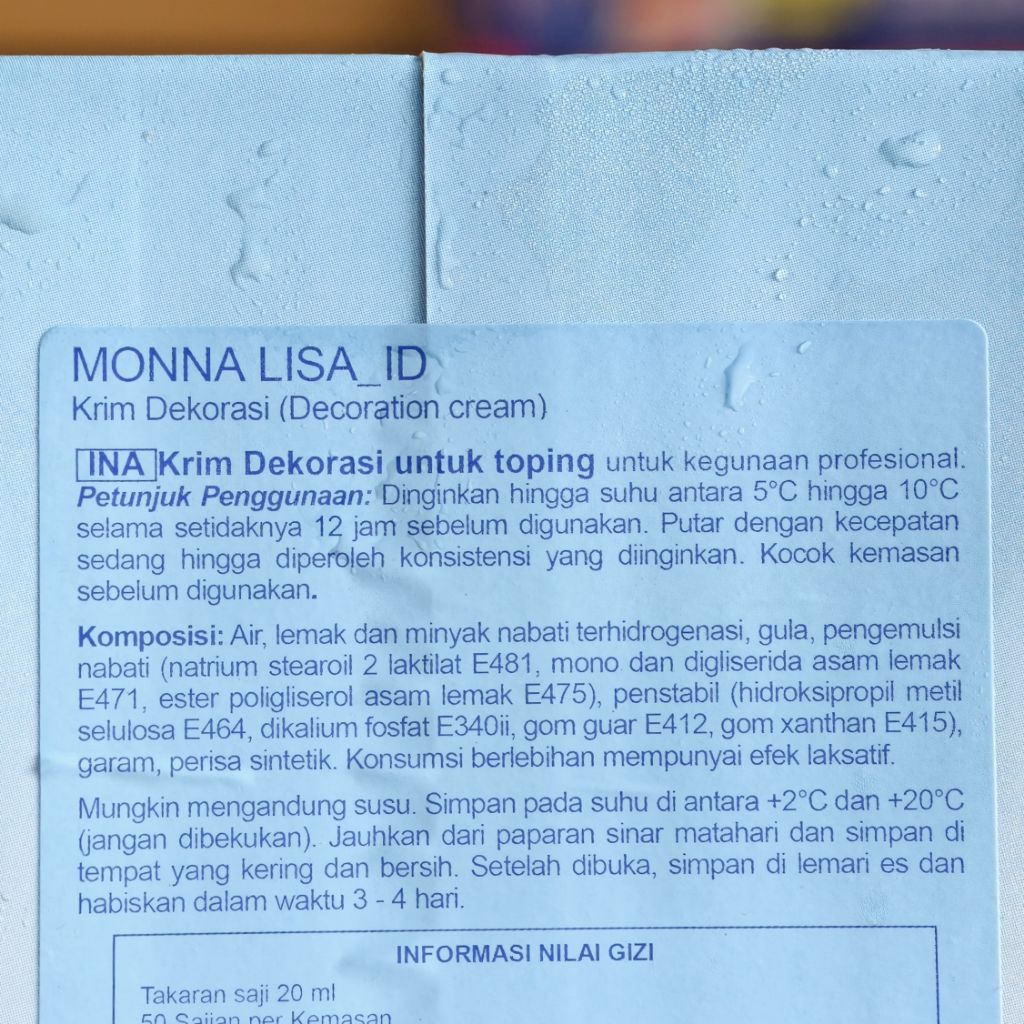 MONNA LISA_ID
Krim Dekorasi (Decoration cream)
INA Krim Dekorasi untuk toping untuk kegunaan profesional.
Petunjuk Penggunaan: Dinginkan hingga suhu antara 5°C hingga 10°C
selama setidaknya 12 jam sebelum digunakan. Putar dengan kecepatan
sedang hingga diperoleh konsistensi yang diinginkan. Kocok kemasan
sebelum digunakan.
Komposisi: Air, lemak dan minyak nabati terhidrogenasi, gula, pengemulsi
nabati (natrium stearoil 2 laktilat E481, mono dan digliserida asam lemak
E471, ester poligliserol asam lemak E475), penstabil (hidroksipropil metil
selulosa E464, dikalium fosfat E340ii, gom guar E412, gom xanthan E415),
garam, perisa sintetik. Konsumsi berlebihan mempunyai efek laksatif.
Mungkin mengandung susu. Simpan pada suhu di antara +2°C dan +20°C
(jangan dibekukan). Jauhkan dari paparan sinar matahari dan simpan di
tempat yang kering dan bersih. Setelah dibuka, simpan di lemari es dan
habiskan dalam waktu 3 - 4 hari.
INFORMASI NILAI GIZI
Takaran saji 20 ml
50 Sajian per Kemasan